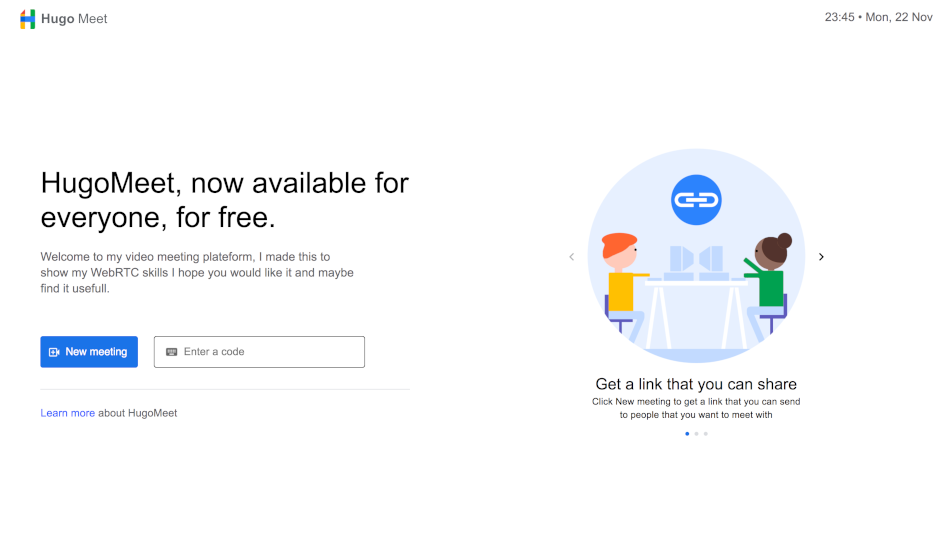 Hugo Meet
23:45 • Mon, 22 Nov
HugoMeet, now available for
everyone, for free.
Welcome to my video meeting plateform, I made this to
show my WebRTC skills I hope you would like it and maybe
find it usefull.
New meeting
Enter a code
Learn more about HugoMeet
Get a link that you can share
Click New meeting to get a link that you can send
to people that you want to meet with